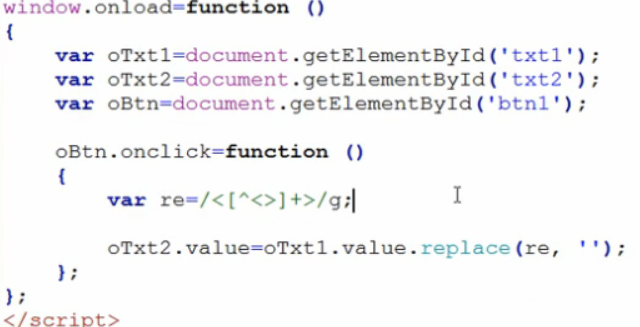 window.onload=function ()
{
    var oTxt1=document.getElementById('txt1');
    var oTxt2=document.getElementById('txt2');
    var oBtn=document.getElementById('btn1');

    oBtn.onclick=function ()
    {
        var re=/<[^<>]+>/g;

        oTxt2.value=oTxt1.value.replace(re, '');
    };
};
</script>